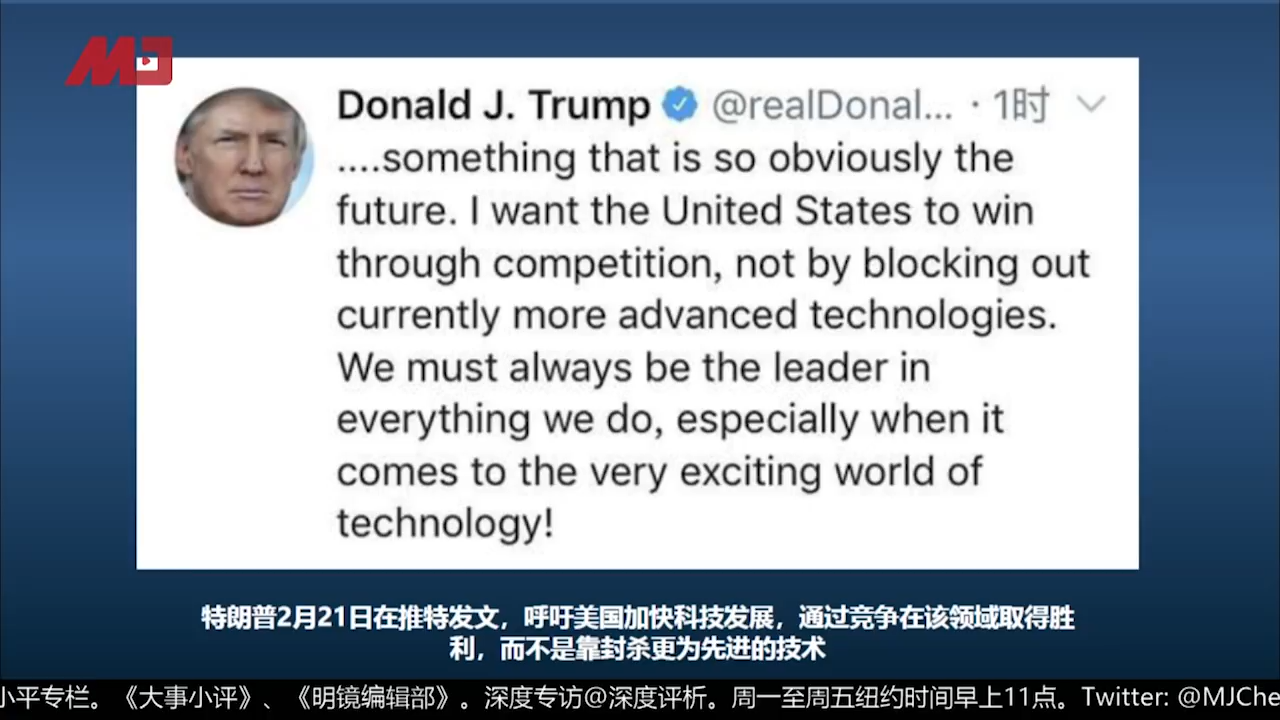 MJ
Donald J. Trump @realDonal... · 1时
....something that is so obviously the
future. I want the United States to win
through competition, not by blocking out
currently more advanced technologies.
We must always be the leader in
everything we do, especially when it
comes to the very exciting world of
technology!
特朗普2月21日在推特发文，呼吁美国加快科技发展，通过竞争在该领域取得胜
利，而不是靠封杀更为先进的技术
小平专栏。《大事小评》、《明镜编辑部》。深度专访@深度评析。周一至周五纽约时间早上11点。Twitter: @MJChe